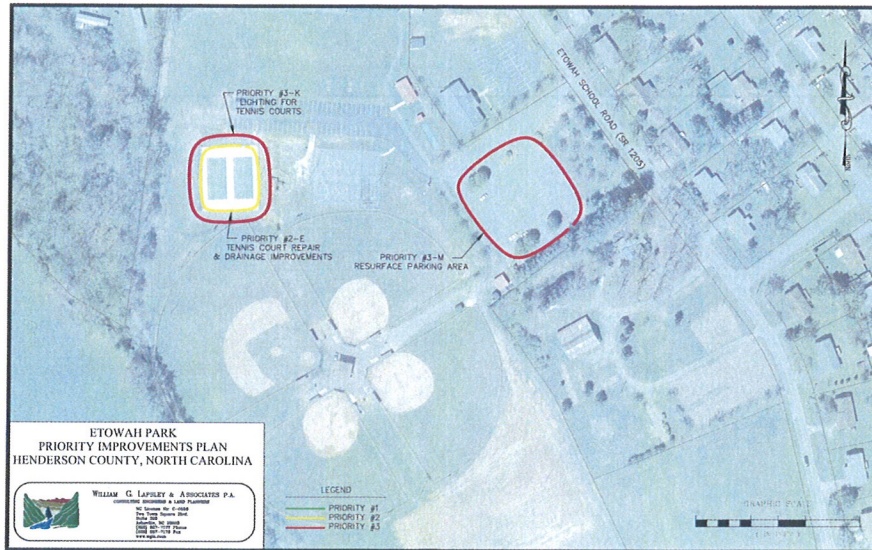 PRIORITY #3-K
LIGHTING FOR
TENNIS COURTS
PRIORITY #2-E
TENNIS COURT REPAIR
& DRAINAGE IMPROVEMENTS
PRIORITY #3-M
RESURFACE PARKING AREA
ETOWAH SCHOOL ROAD (SR 1205)
ETOWAH PARK
PRIORITY IMPROVEMENTS PLAN
HENDERSON COUNTY, NORTH CAROLINA
WILLIAM G. LAPSLEY & ASSOCIATES P.A.
CONSULTING ENGINEERS & LAND PLANNERS
LEGEND
PRIORITY #1
PRIORITY #2
PRIORITY #3
GRAPHIC SCALE